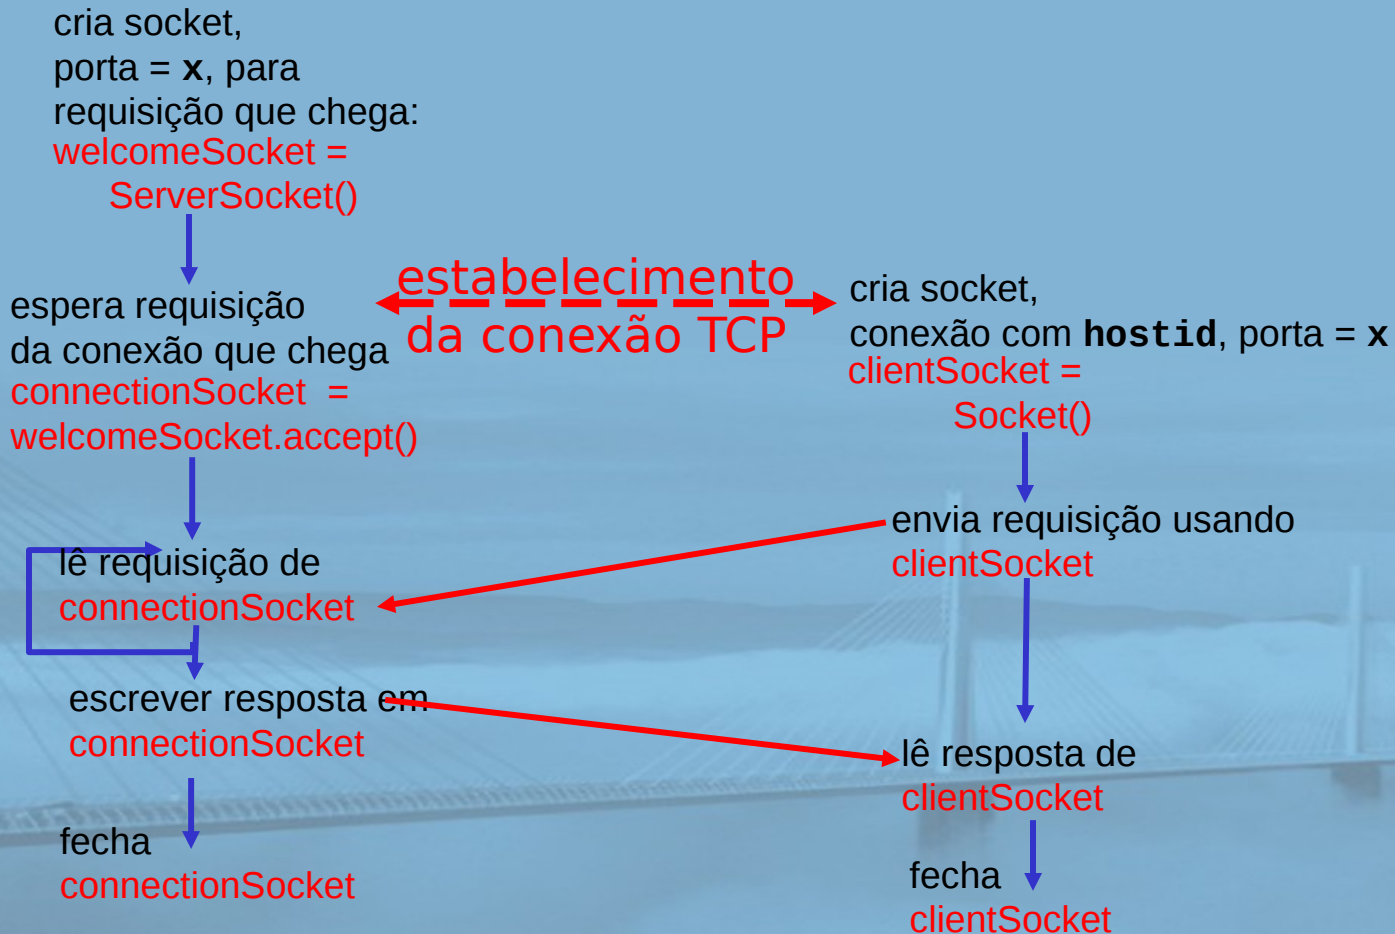 cria socket,
porta = x, para
requisição que chega:
welcomeSocket =
ServerSocket()
espera requisição
da conexão que chega
connectionSocket =
welcomeSocket.accept()
estabelecimento
da conexão TCP
cria socket,
conexão com hostid, porta = x
clientSocket =
Socket()
envia requisição usando
clientSocket
lê requisição de
connectionSocket
escrever resposta em
connectionSocket
lê resposta de
clientSocket
fecha
connectionSocket
fecha
clientSocket